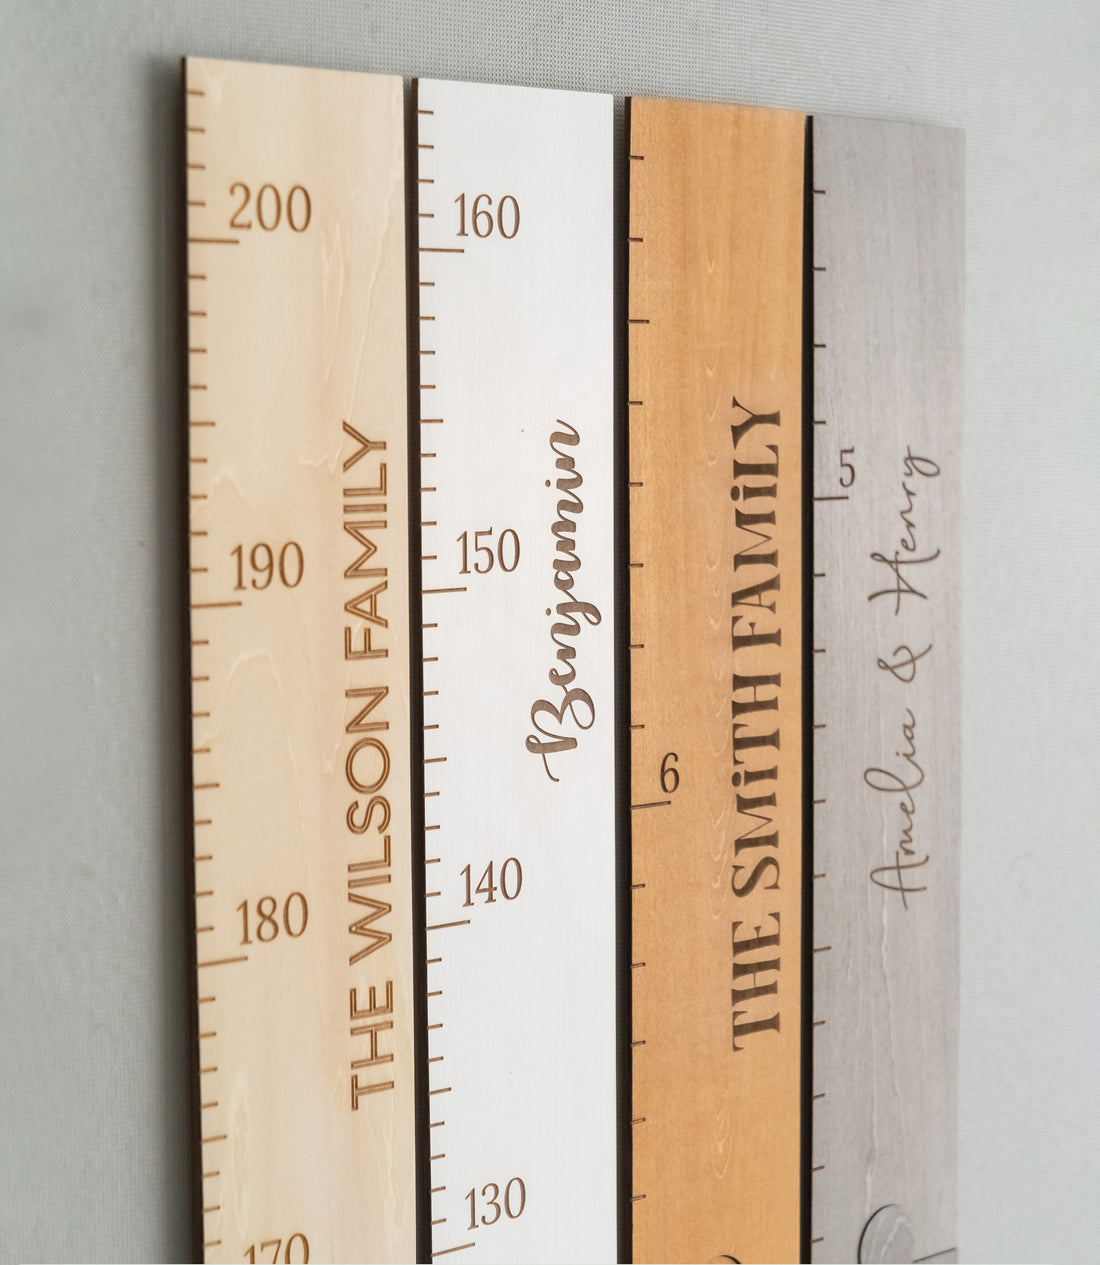 200
190
180
170
THE WILSON FAMILY
160
150
140
130
Benjamin
6
THE SMiTH FAMiLY
5
Amelia & Henry